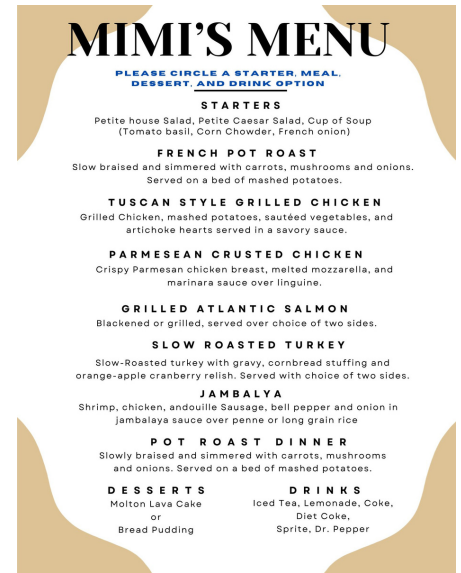 MIMI'S MENU
PLEASE CIRCLE A STARTER, MEAL,
DESSERT, AND DRINK OPTION
STARTERS
Petite house Salad, Petite Caesar Salad, Cup of Soup
(Tomato basil, Corn Chowder, French onion)
FRENCH POT ROAST
Slow braised and simmered with carrots, mushrooms and onions.
Served on a bed of mashed potatoes.
TUSCAN STYLE GRILLED CHICKEN
Grilled Chicken, mashed potatoes, sautéed vegetables, and
artichoke hearts served in a savory sauce.
PARMESEAN CRUSTED CHICKEN
Crispy Parmesan chicken breast, melted mozzarella, and
marinara sauce over linguine.
GRILLED ATLANTIC SALMON
Blackened or grilled, served over choice of two sides.
SLOW ROASTED TURKEY
Slow-Roasted turkey with gravy, cornbread stuffing and
orange-apple cranberry relish. Served with choice of two sides.
JAMBALYA
Shrimp, chicken, andouille Sausage, bell pepper and onion in
jambalaya sauce over penne or long grain rice
POT ROAST DINNER
Slowly braised and simmered with carrots, mushrooms
and onions. Served on a bed of mashed potatoes.
DESSERTS
Molton Lava Cake
or
Bread Pudding
DRINKS
Iced Tea, Lemonade, Coke,
Diet Coke,
Sprite, Dr. Pepper